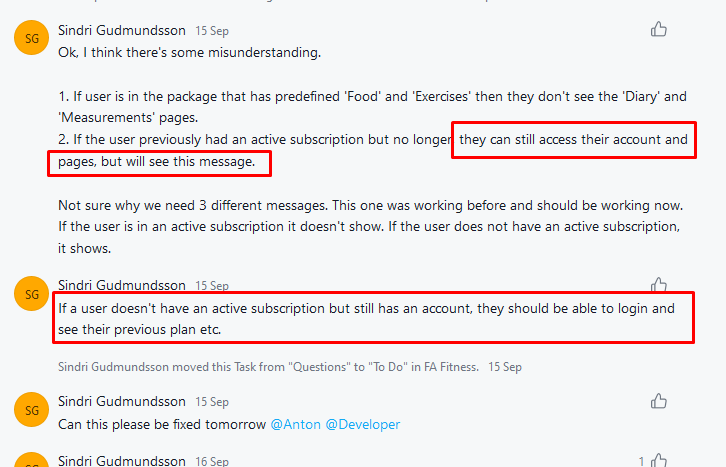 SG
Sindri Gudmundsson 15 Sep
Ok, I think there's some misunderstanding.
1. If user is in the package that has predefined 'Food' and 'Exercises' then they don't see the 'Diary' and
'Measurements' pages.
2. If the user previously had an active subscription but no longer they can still access their account and
pages, but will see this message.
Not sure why we need 3 different messages. This one was working before and should be working now.
If the user is in an active subscription it doesn't show. If the user does not have an active subscription,
it shows.
SG
Sindri Gudmundsson 15 Sep
If a user doesn't have an active subscription but still has an account, they should be able to login and
see their previous plan etc.
Sindri Gudmundsson moved this Task from "Questions" to "To Do" in FA Fitness. 15 Sep
SG
Sindri Gudmundsson 15 Sep
Can this please be fixed tomorrow @Anton @Developer
SG
Sindri Gudmundsson 16 Sep
1